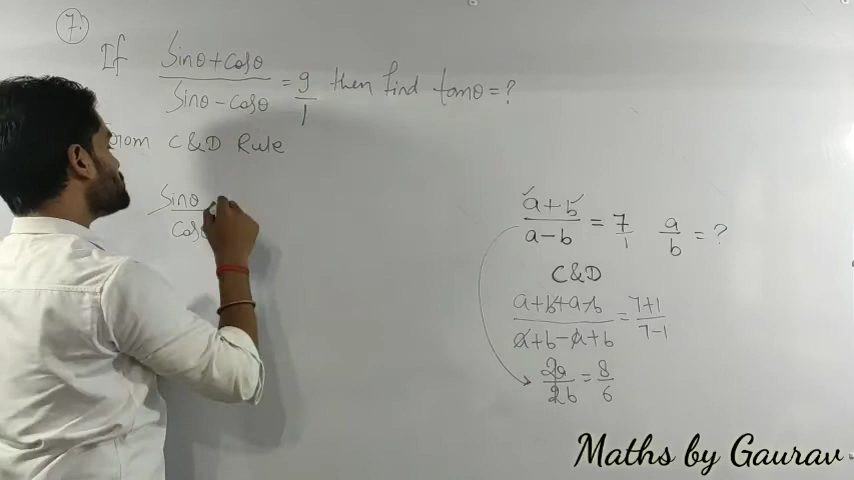 7.
If (sinθ+cosθ)/(sinθ-cosθ) = 9/1 then find tanθ=?
From C&D Rule
sinθ/cosθ
(a+b)/(a-b) = 7/1 a/b = ?
C&D
(a+b+a-b)/(a+b-a+b) = (7+1)/(7-1)
2a/2b = 8/6
Maths by Gaurav